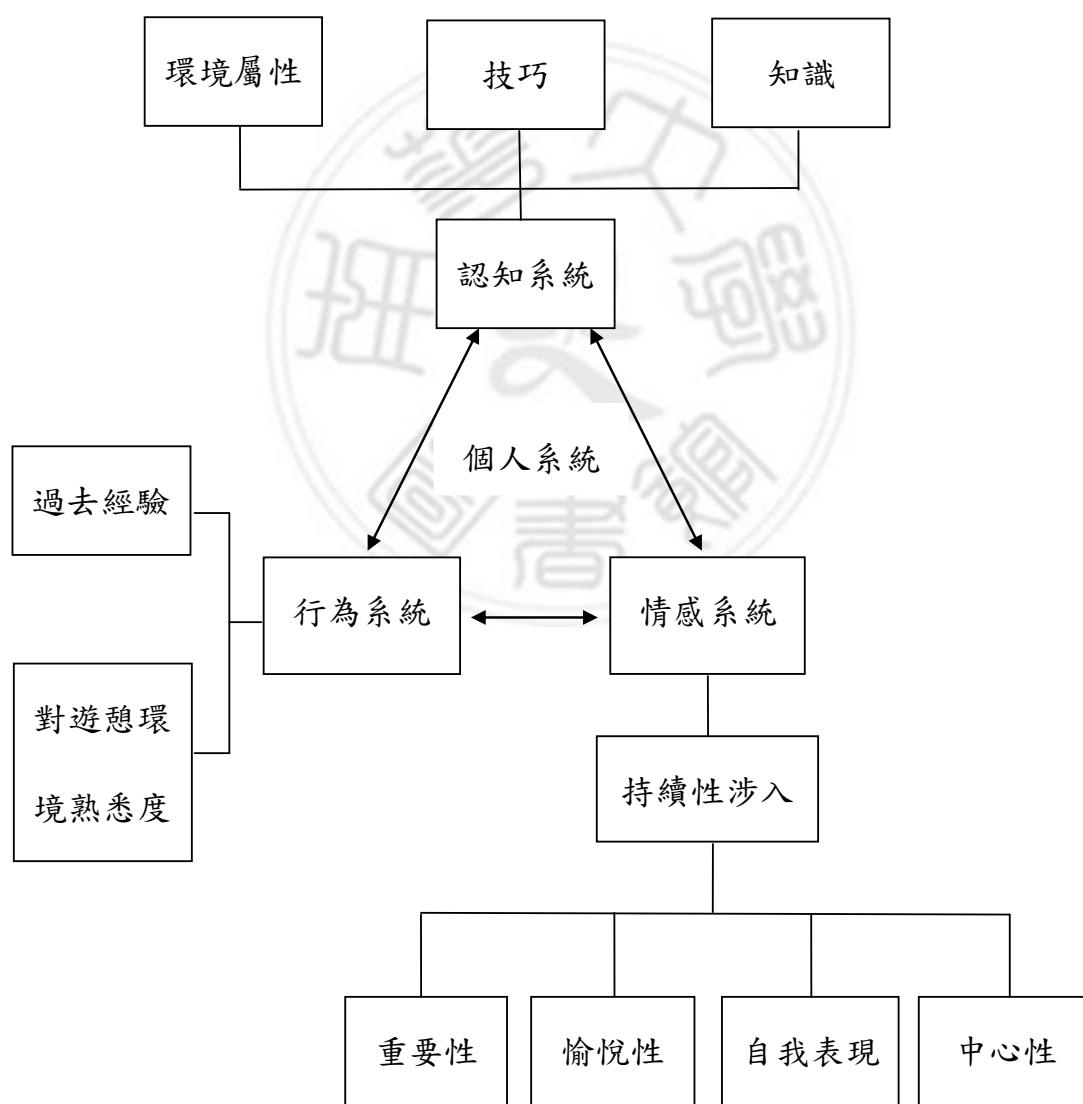 環境屬性
技巧
知識
認知系統
個人系統
過去經驗
行為系統
情感系統
對遊憩環
境熟悉度
持續性涉入
重要性
愉悅性
自我表現
中心性